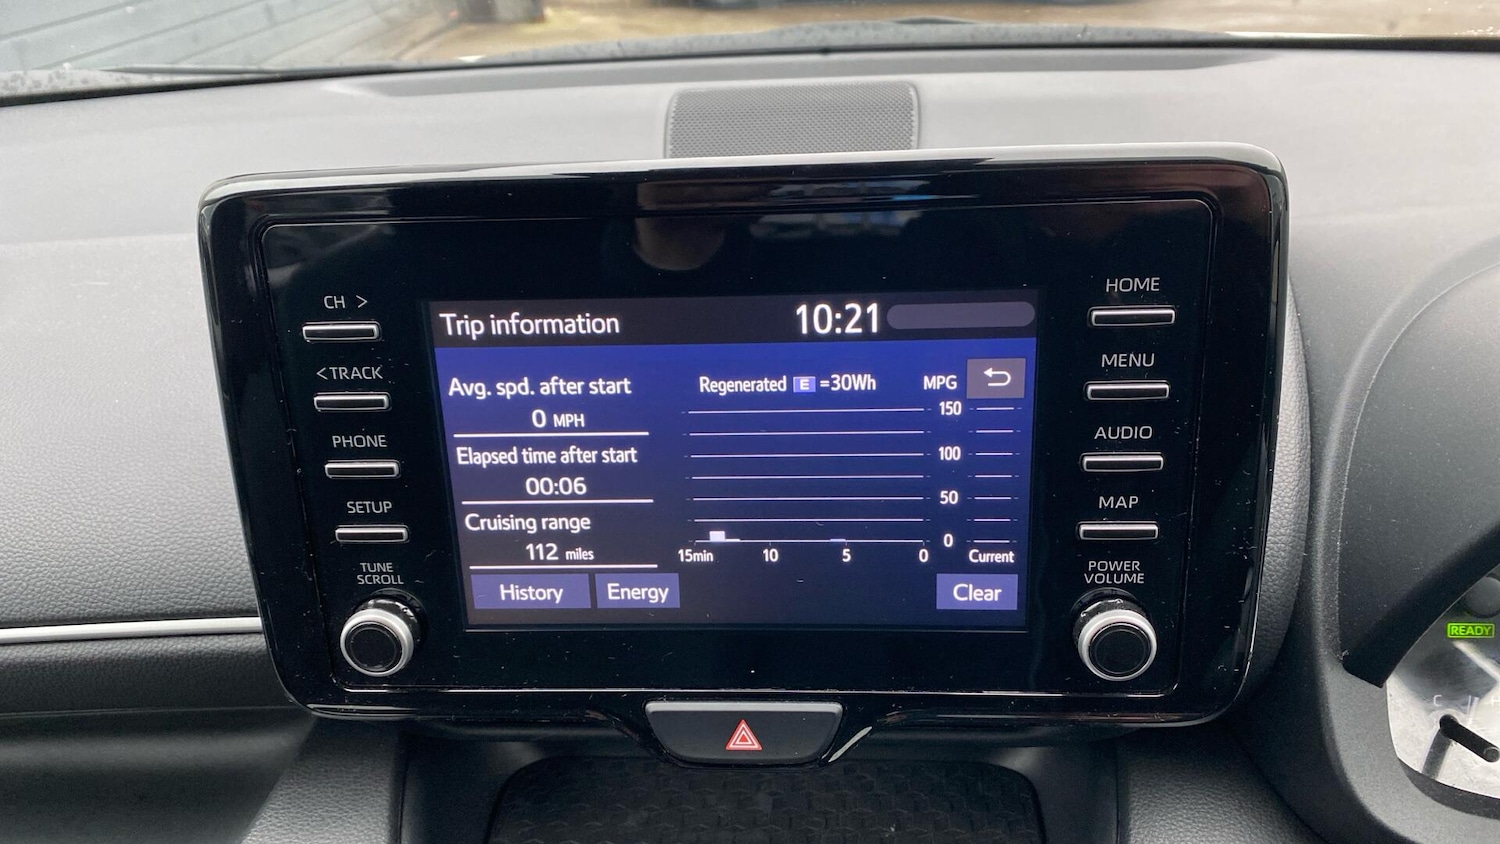 CH >
< TRACK
PHONE
SETUP
TUNE
SCROLL
Trip information
10:21
Avg. spd. after start
0 MPH
Elapsed time after start
00:06
Cruising range
112 miles
Regenerated E =30Wh
MPG
150
100
50
0
15min 10 5 0 Current
History
Energy
Clear
HOME
MENU
AUDIO
MAP
POWER
VOLUME
READY
C